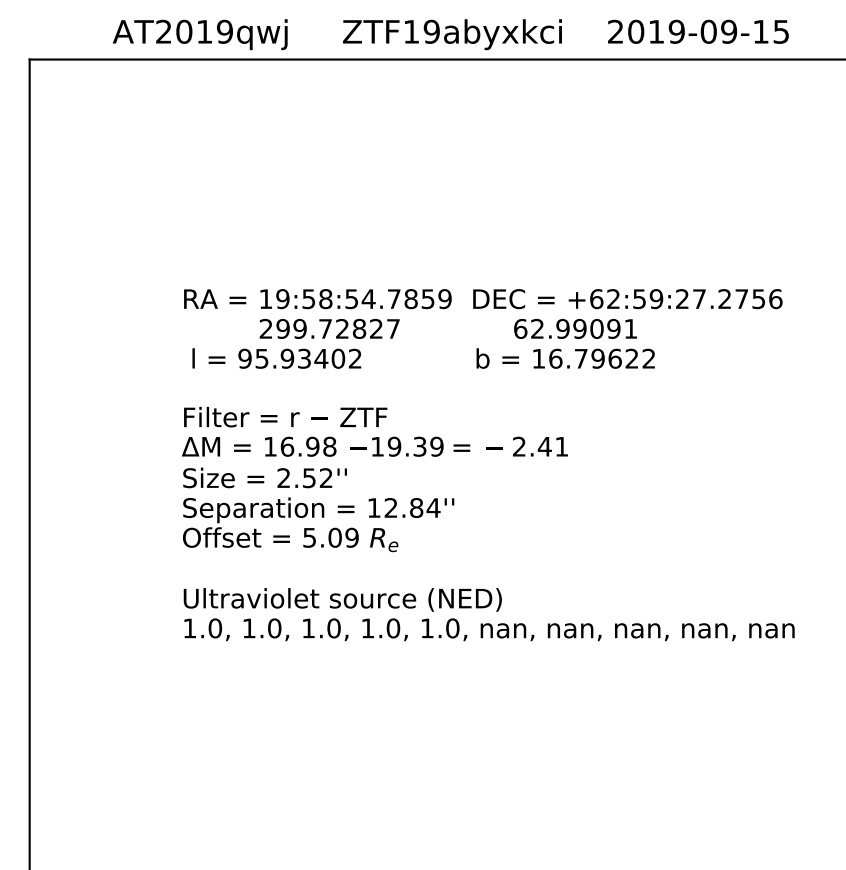 AT2019qwj ZTF19abyxkci 2019-09-15
RA = 19:58:54.7859 DEC = +62:59:27.2756
299.72827 62.99091
l = 95.93402 b = 16.79622
Filter = r − ZTF
ΔM = 16.98 −19.39 = − 2.41
Size = 2.52''
Separation = 12.84''
Offset = 5.09 Rₑ
Ultraviolet source (NED)
1.0, 1.0, 1.0, 1.0, 1.0, nan, nan, nan, nan, nan